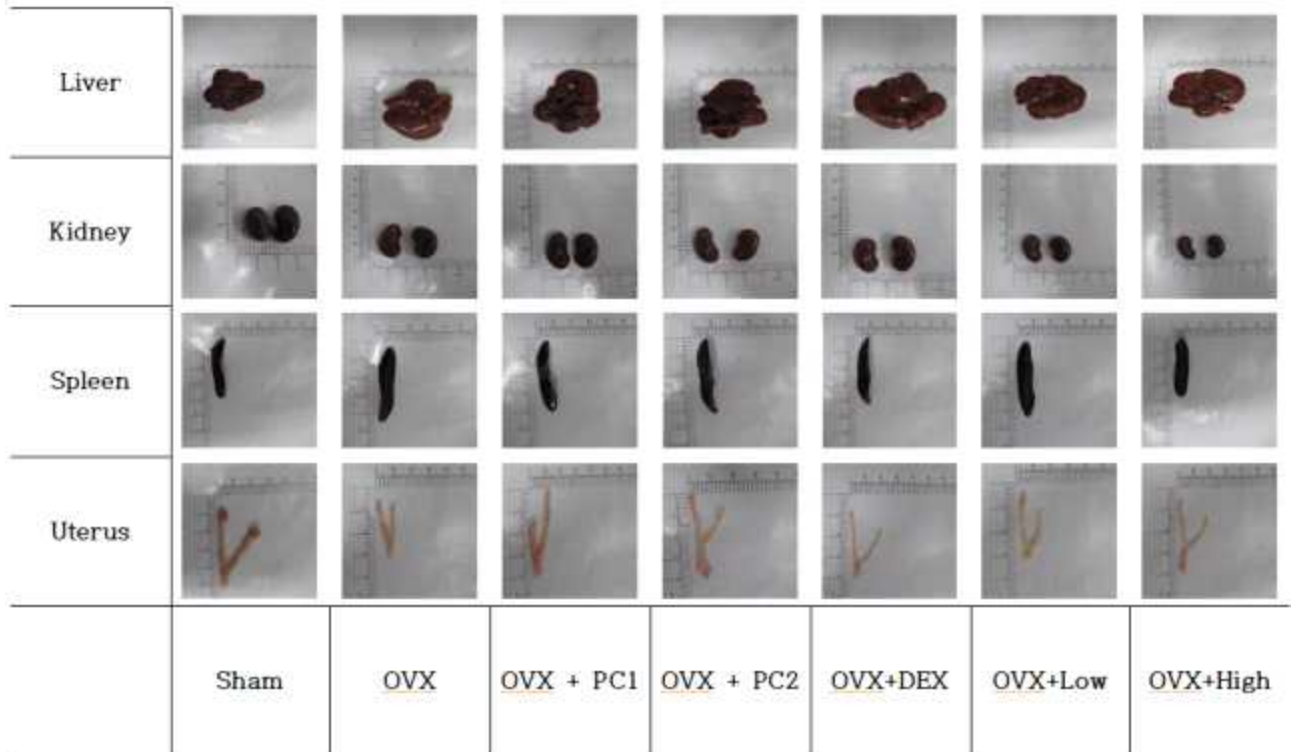 Liver
Kidney
Spleen
Uterus
Sham
OVX
OVX + PC1
OVX + PC2
OVX+DEX
OVX+Low
OVX+High